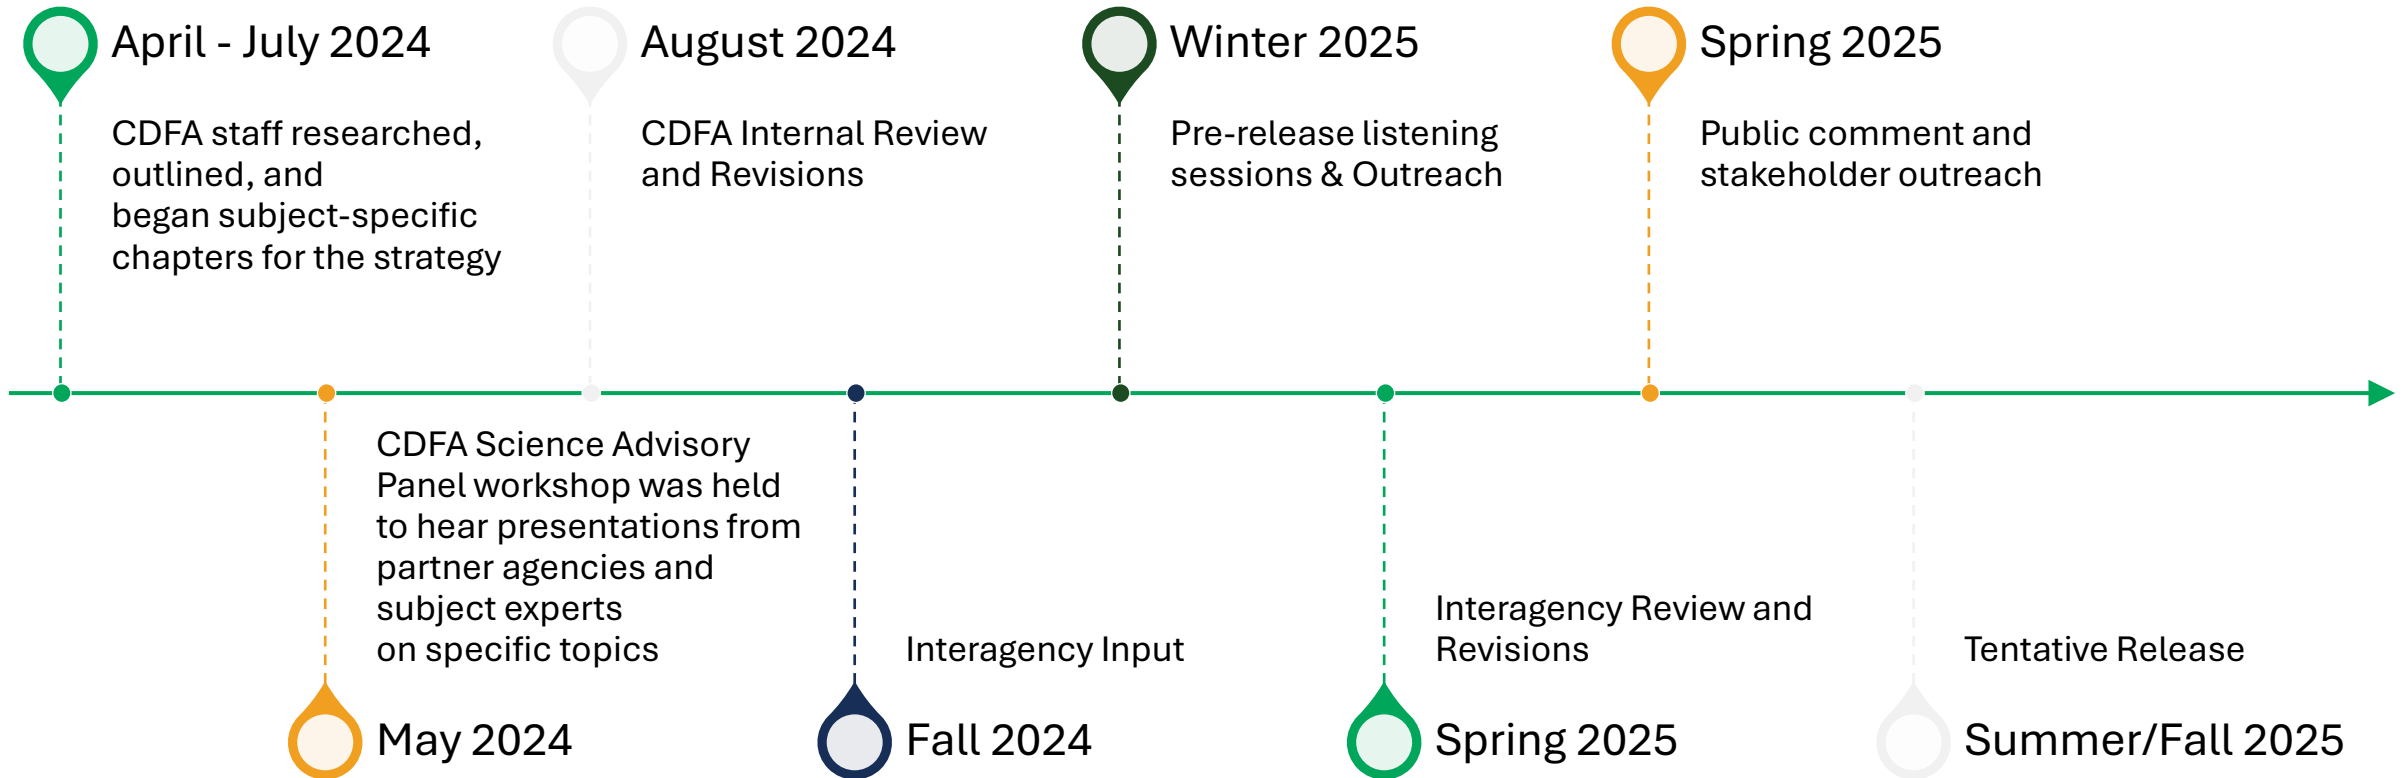 April - July 2024
CDFA staff researched,
outlined, and
began subject-specific
chapters for the strategy
May 2024
CDFA Science Advisory
Panel workshop was held
to hear presentations from
partner agencies and
subject experts
on specific topics
August 2024
CDFA Internal Review
and Revisions
Fall 2024
Interagency Input
Winter 2025
Pre-release listening
sessions & Outreach
Spring 2025
Interagency Review and
Revisions
Spring 2025
Public comment and
stakeholder outreach
Summer/Fall 2025
Tentative Release